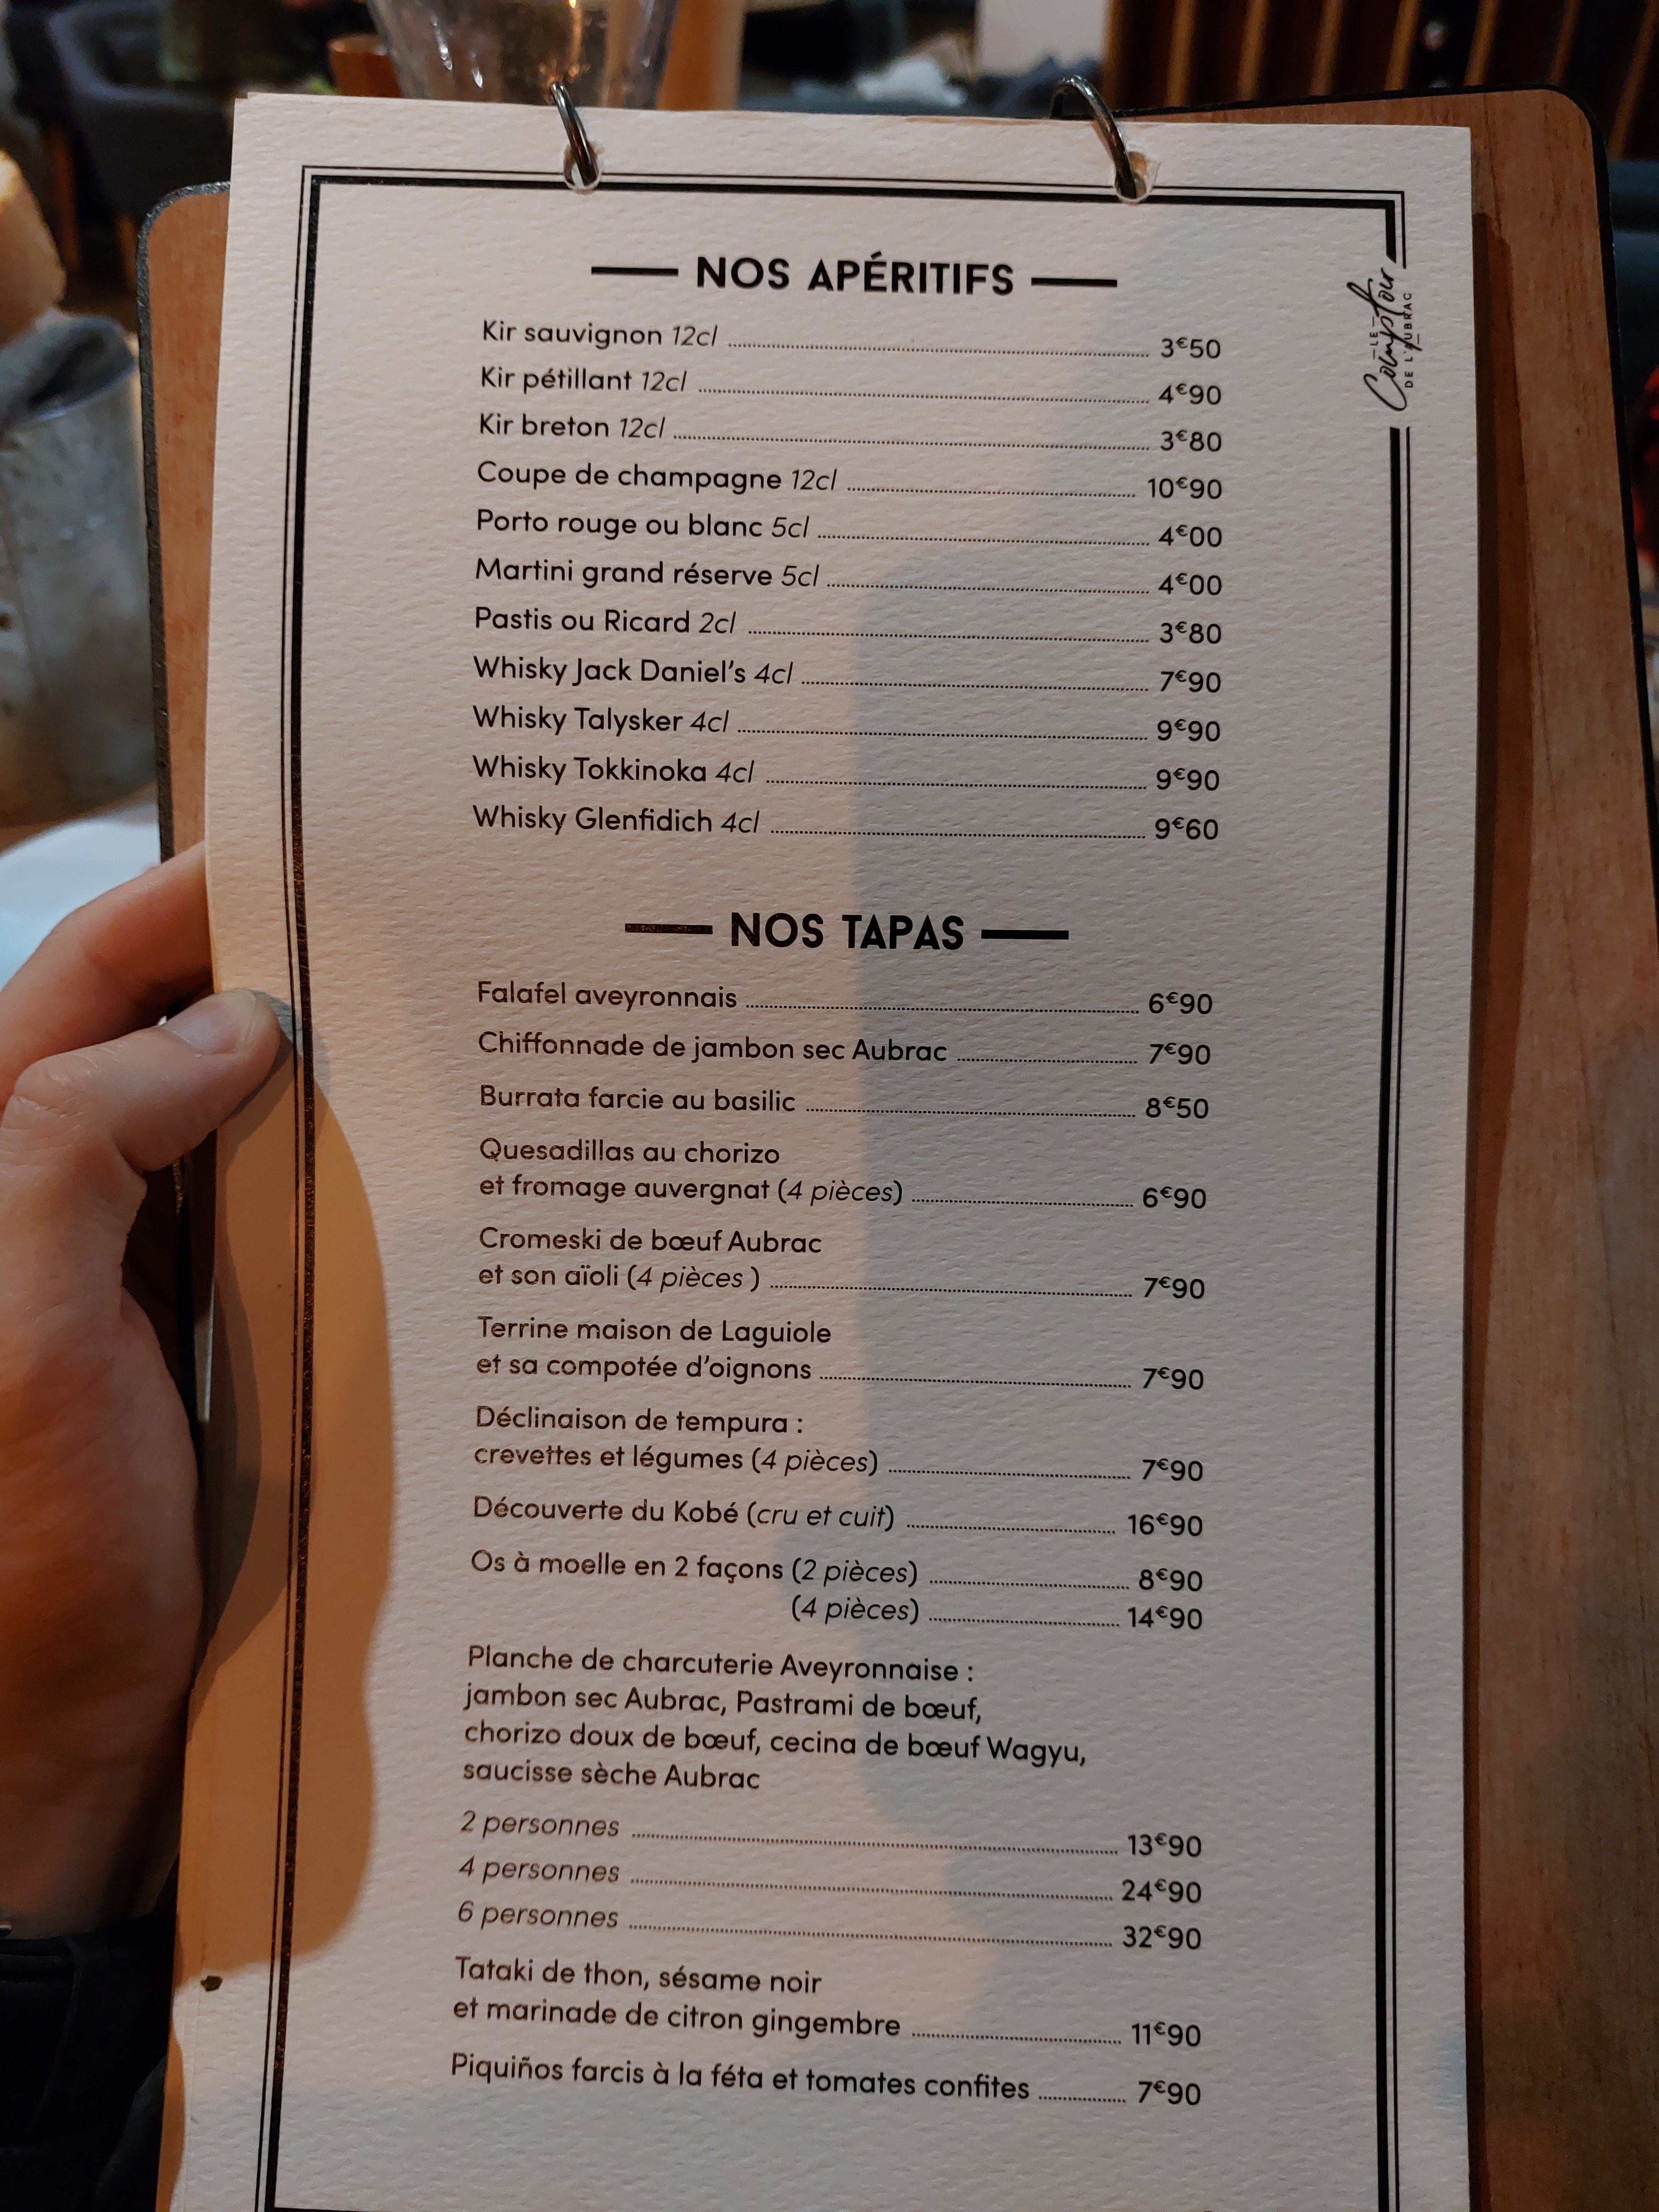 NOS APÉRITIFS
LE
Comptoir
DE L'AUBRAC
Kir sauvignon 12cl 3€50
Kir pétillant 12cl 4€90
Kir breton 12cl 3€80
Coupe de champagne 12cl 10€90
Porto rouge ou blanc 5cl 4€00
Martini grand réserve 5cl 4€00
Pastis ou Ricard 2cl 3€80
Whisky Jack Daniel's 4cl 7€90
Whisky Talysker 4cl 9€90
Whisky Tokkinoka 4cl 9€90
Whisky Glenfidich 4cl 9€60
NOS TAPAS
Falafel aveyronnais 6€90
Chiffonnade de jambon sec Aubrac 7€90
Burrata farcie au basilic 8€50
Quesadillas au chorizo
et fromage auvergnat (4 pièces) 6€90
Cromeski de bœuf Aubrac
et son aïoli (4 pièces ) 7€90
Terrine maison de Laguiole
et sa compotée d'oignons 7€90
Déclinaison de tempura :
crevettes et légumes (4 pièces) 7€90
Découverte du Kobé (cru et cuit) 16€90
Os à moelle en 2 façons (2 pièces) 8€90
(4 pièces) 14€90
Planche de charcuterie Aveyronnaise :
jambon sec Aubrac, Pastrami de bœuf,
chorizo doux de bœuf, cecina de bœuf Wagyu,
saucisse sèche Aubrac
2 personnes 13€90
4 personnes 24€90
6 personnes 32€90
Tataki de thon, sésame noir
et marinade de citron gingembre 11€90
Piquiños farcis à la féta et tomates confites 7€90